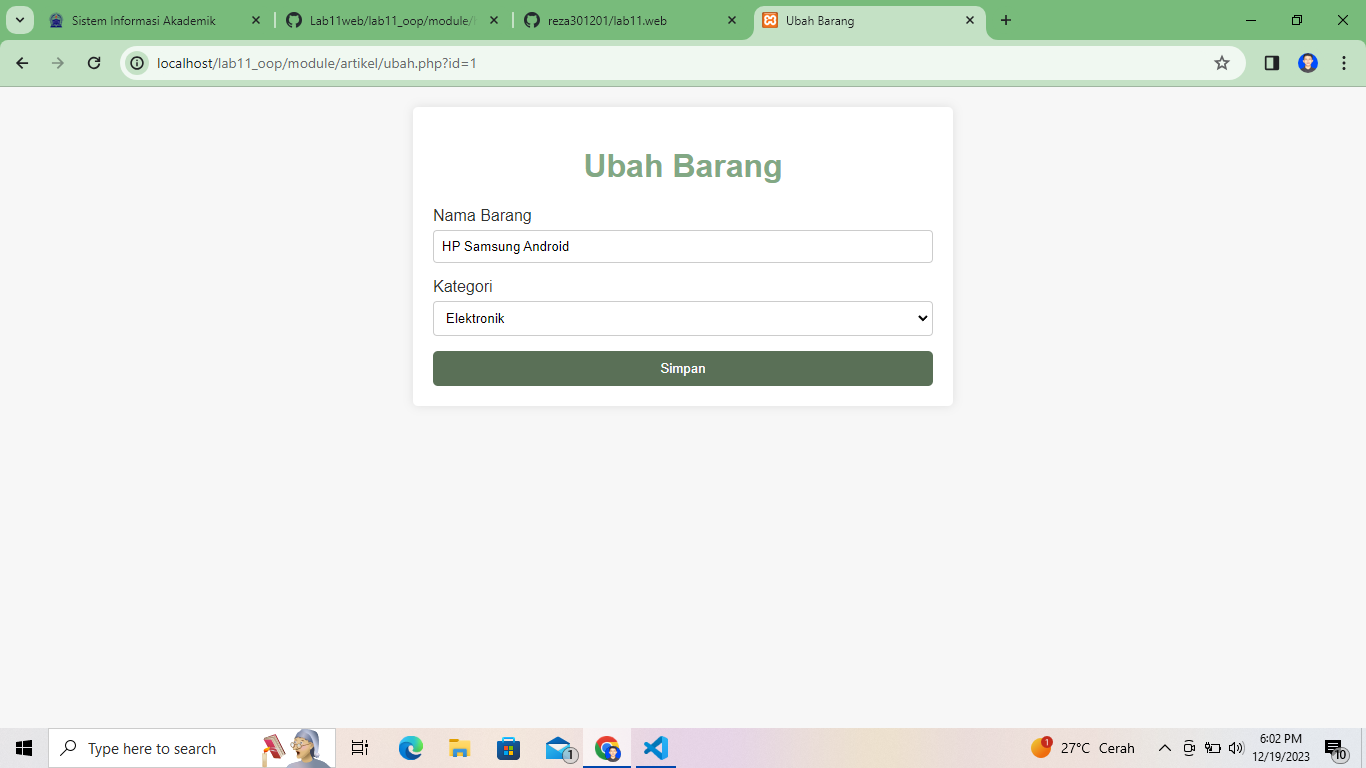 Sistem Informasi Akademik
Lab11web/lab11_oop/module/
reza301201/lab11.web
Ubah Barang
localhost/lab11_oop/module/artikel/ubah.php?id=1
Ubah Barang
Nama Barang
HP Samsung Android
Kategori
Elektronik
Simpan
Type here to search
1
1
27°C Cerah
6:02 PM
12/19/2023
10